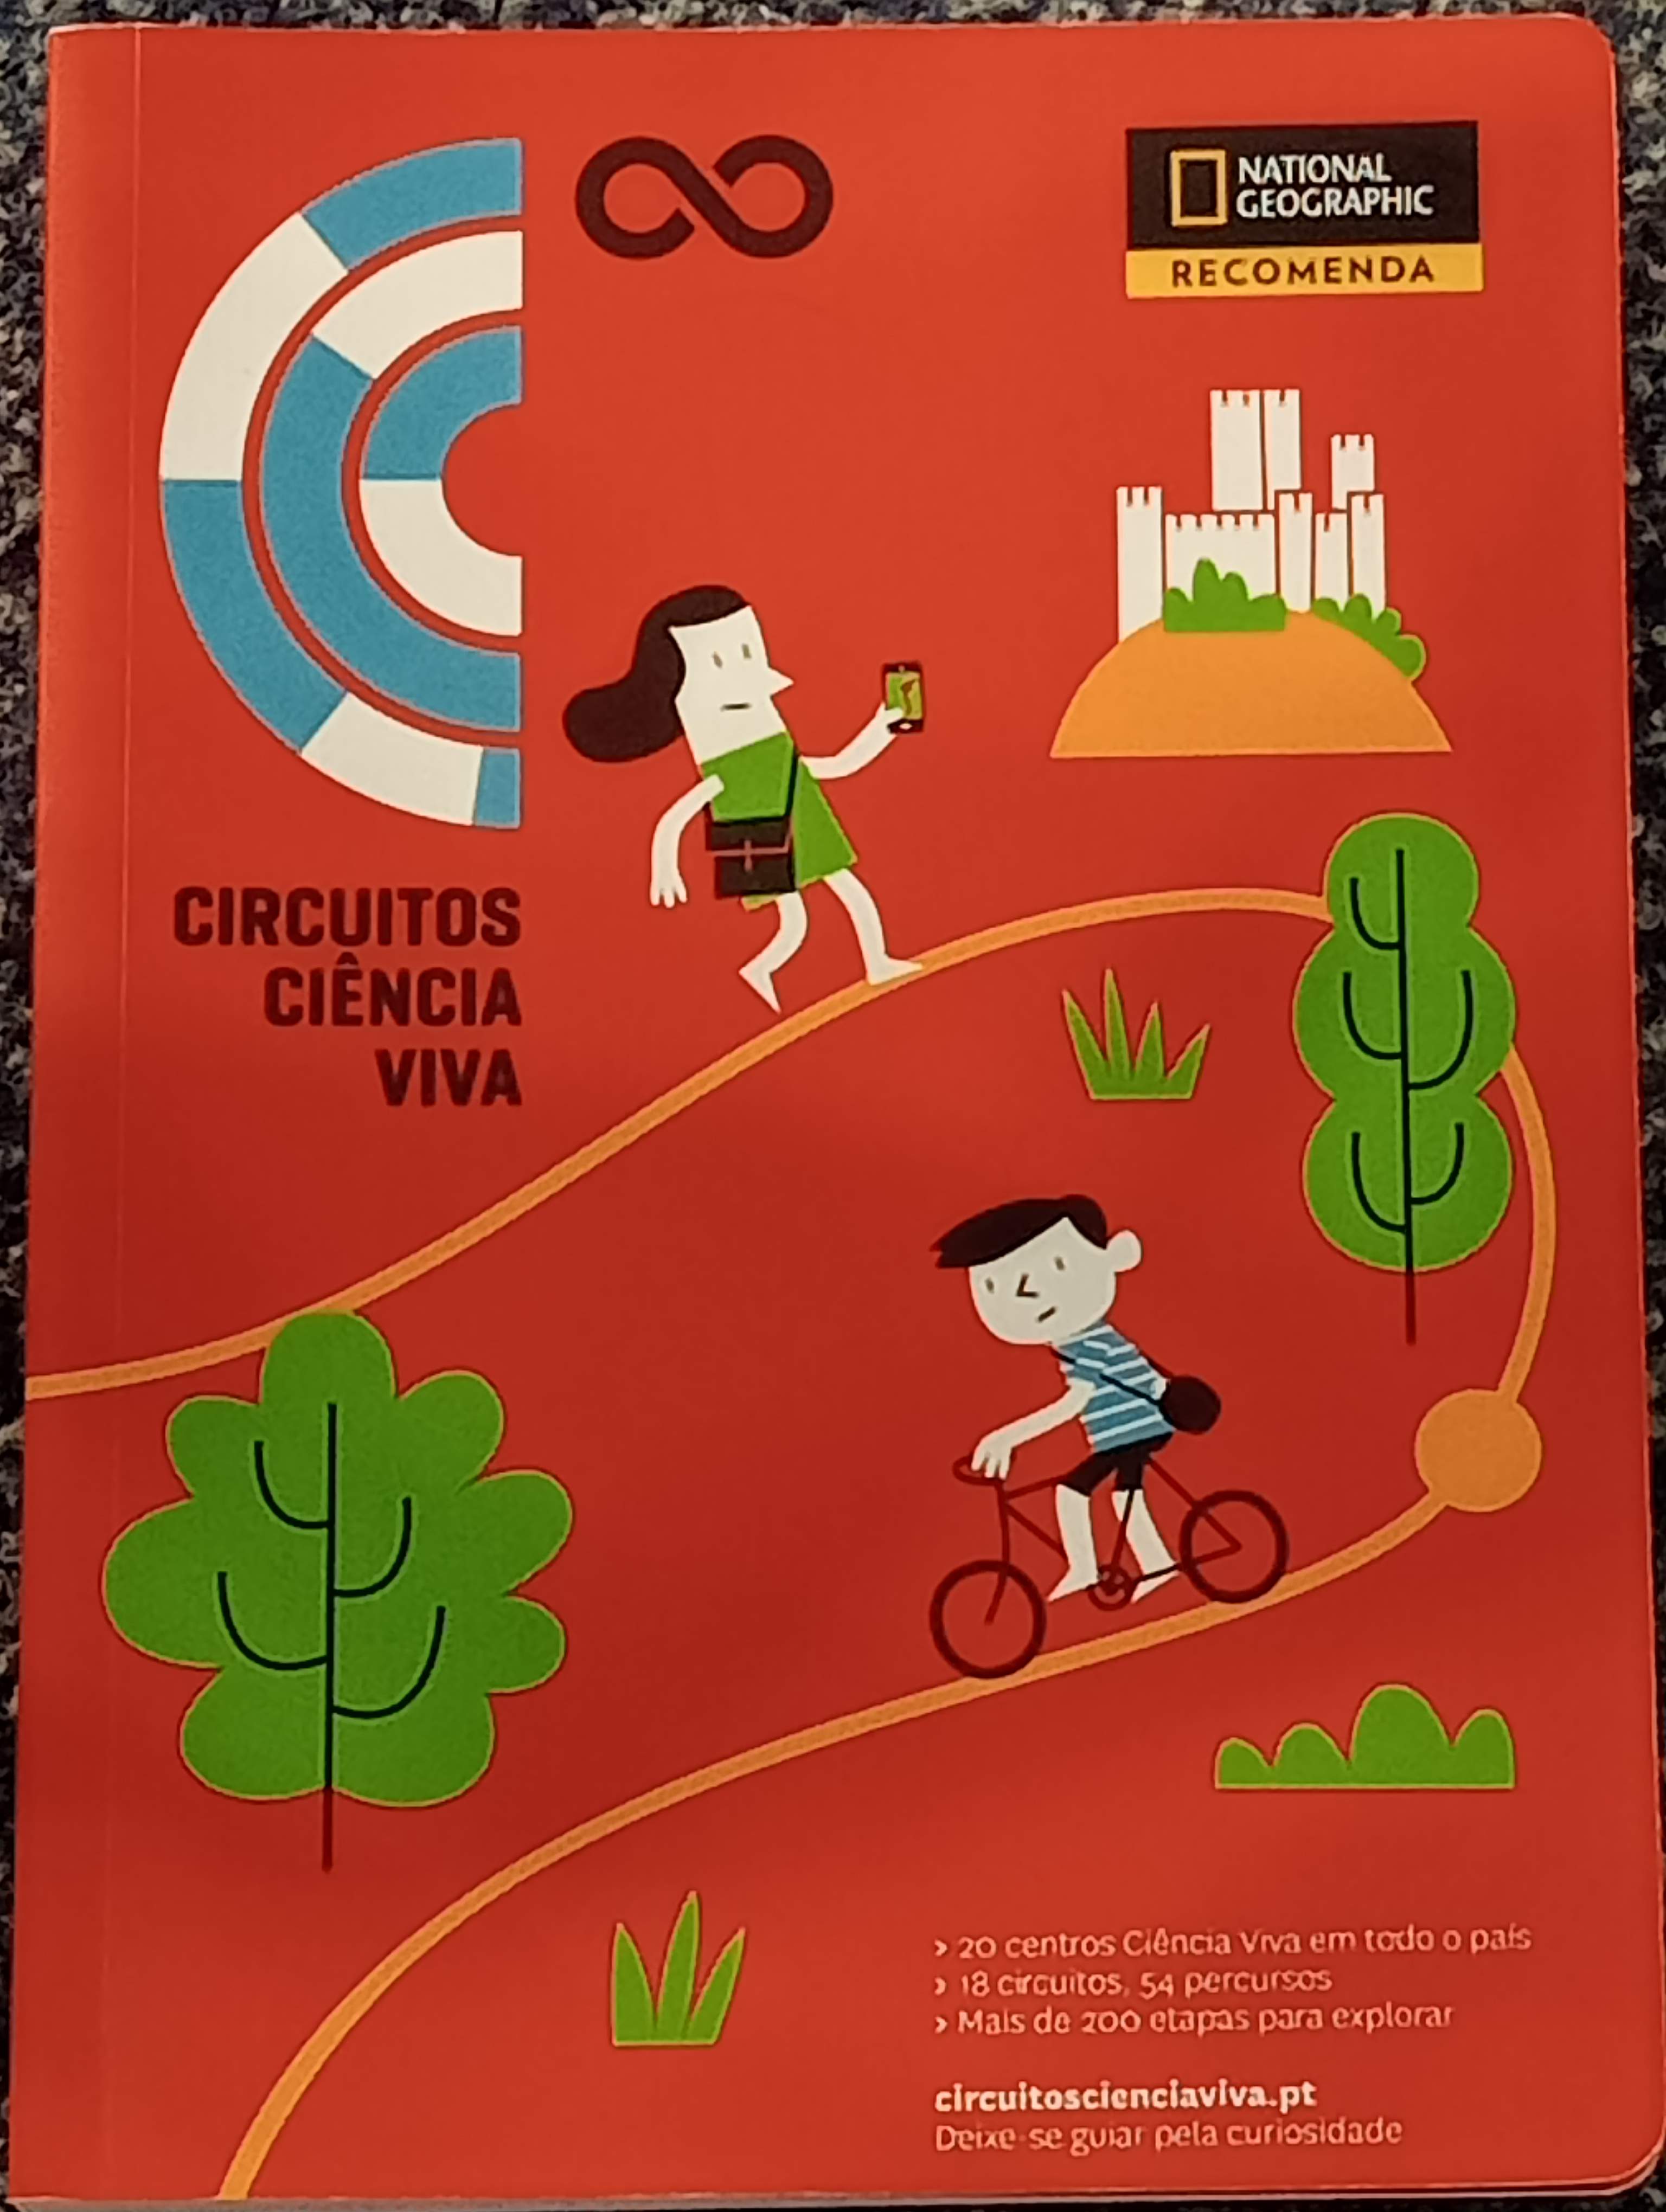 NATIONAL
GEOGRAPHIC
RECOMENDA
CIRCUITOS
CIÊNCIA
VIVA
> 20 centros Ciência Viva em todo o país
> 18 circuitos, 54 percursos
> Mais de 200 etapas para explorar
circuitoscienciaviva.pt
Deixe-se guiar pela curiosidade